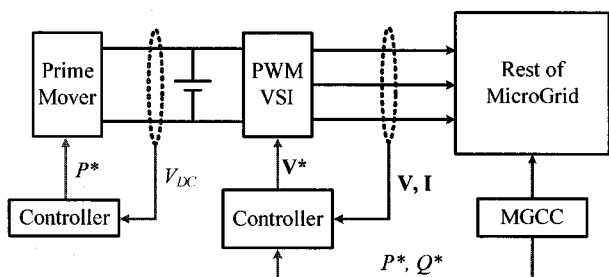 Prime
Mover
PWM
VSI
Rest of
MicroGrid
P*
V_DC
V*
V, I
Controller
Controller
MGCC
P*, Q*